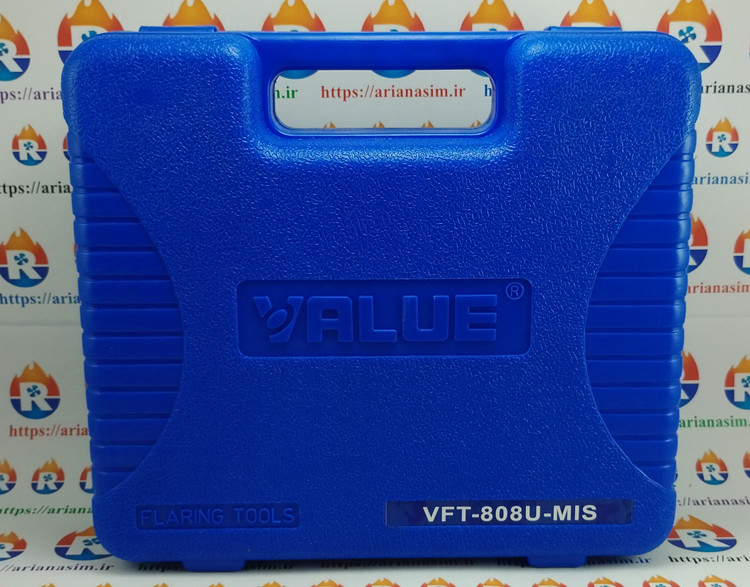 https://arianasim.ir
VALUE®
FLARING TOOLS
VFT-808U-MIS